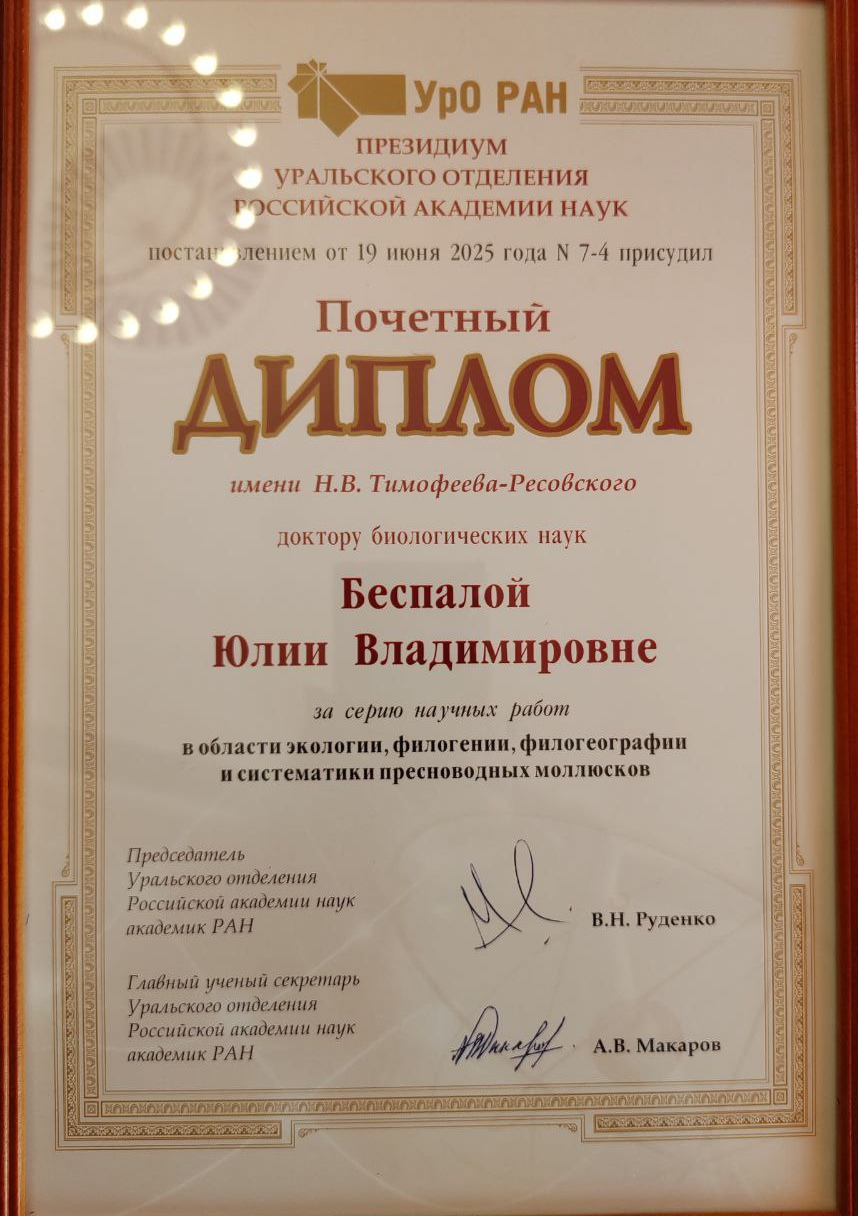 УрО РАН
ПРЕЗИДИУМ
УРАЛЬСКОГО ОТДЕЛЕНИЯ
РОССИЙСКОЙ АКАДЕМИИ НАУК
постановлением от 19 июня 2025 года N 7-4 присудил
Почетный
ДИПЛОМ
имени Н.В. Тимофеева-Ресовского
доктору биологических наук
Беспалой
Юлии Владимировне
за серию научных работ
в области экологии, филогении, филогеографии
и систематики пресноводных моллюсков
Председатель
Уральского отделения
Российской академии наук
академик РАН
В.Н. Руденко
Главный ученый секретарь
Уральского отделения
Российской академии наук
академик РАН
А.В. Макаров